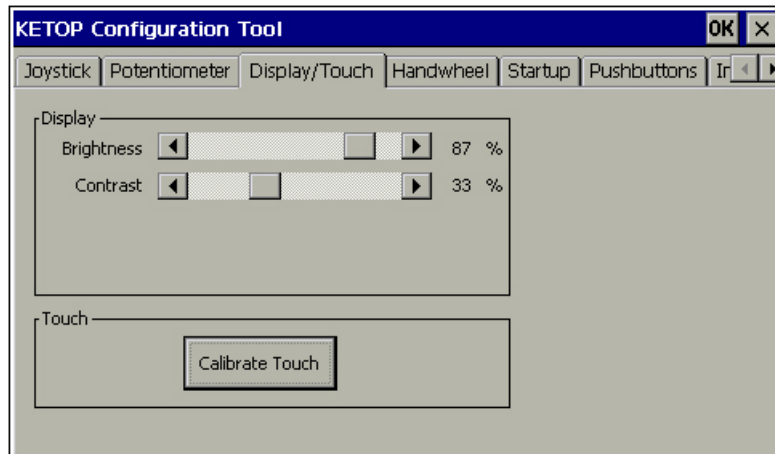 KETOP Configuration Tool OK ×
Joystick Potentiometer Display/Touch Handwheel Startup Pushbuttons
Display
Brightness 87 %
Contrast 33 %
Touch
Calibrate Touch